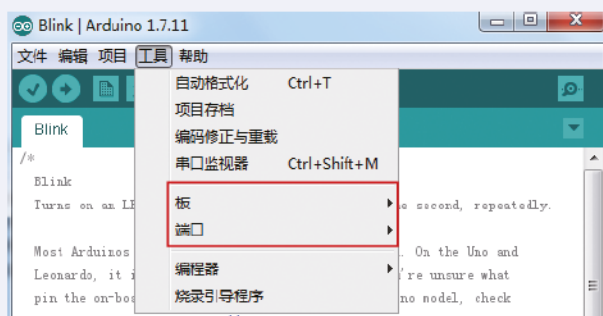 Blink | Arduino 1.7.11
文件 编辑 项目 工具 帮助
自动格式化 Ctrl+T
项目存档
编码修正与重载
串口监视器 Ctrl+Shift+M
板
端口
编程器
烧录引导程序
Blink
/*
Blink
Turns on an second, repeatedly.
Most Arduinos . On the Uno and
Leonardo, it 're unsure what
pin the no model, check